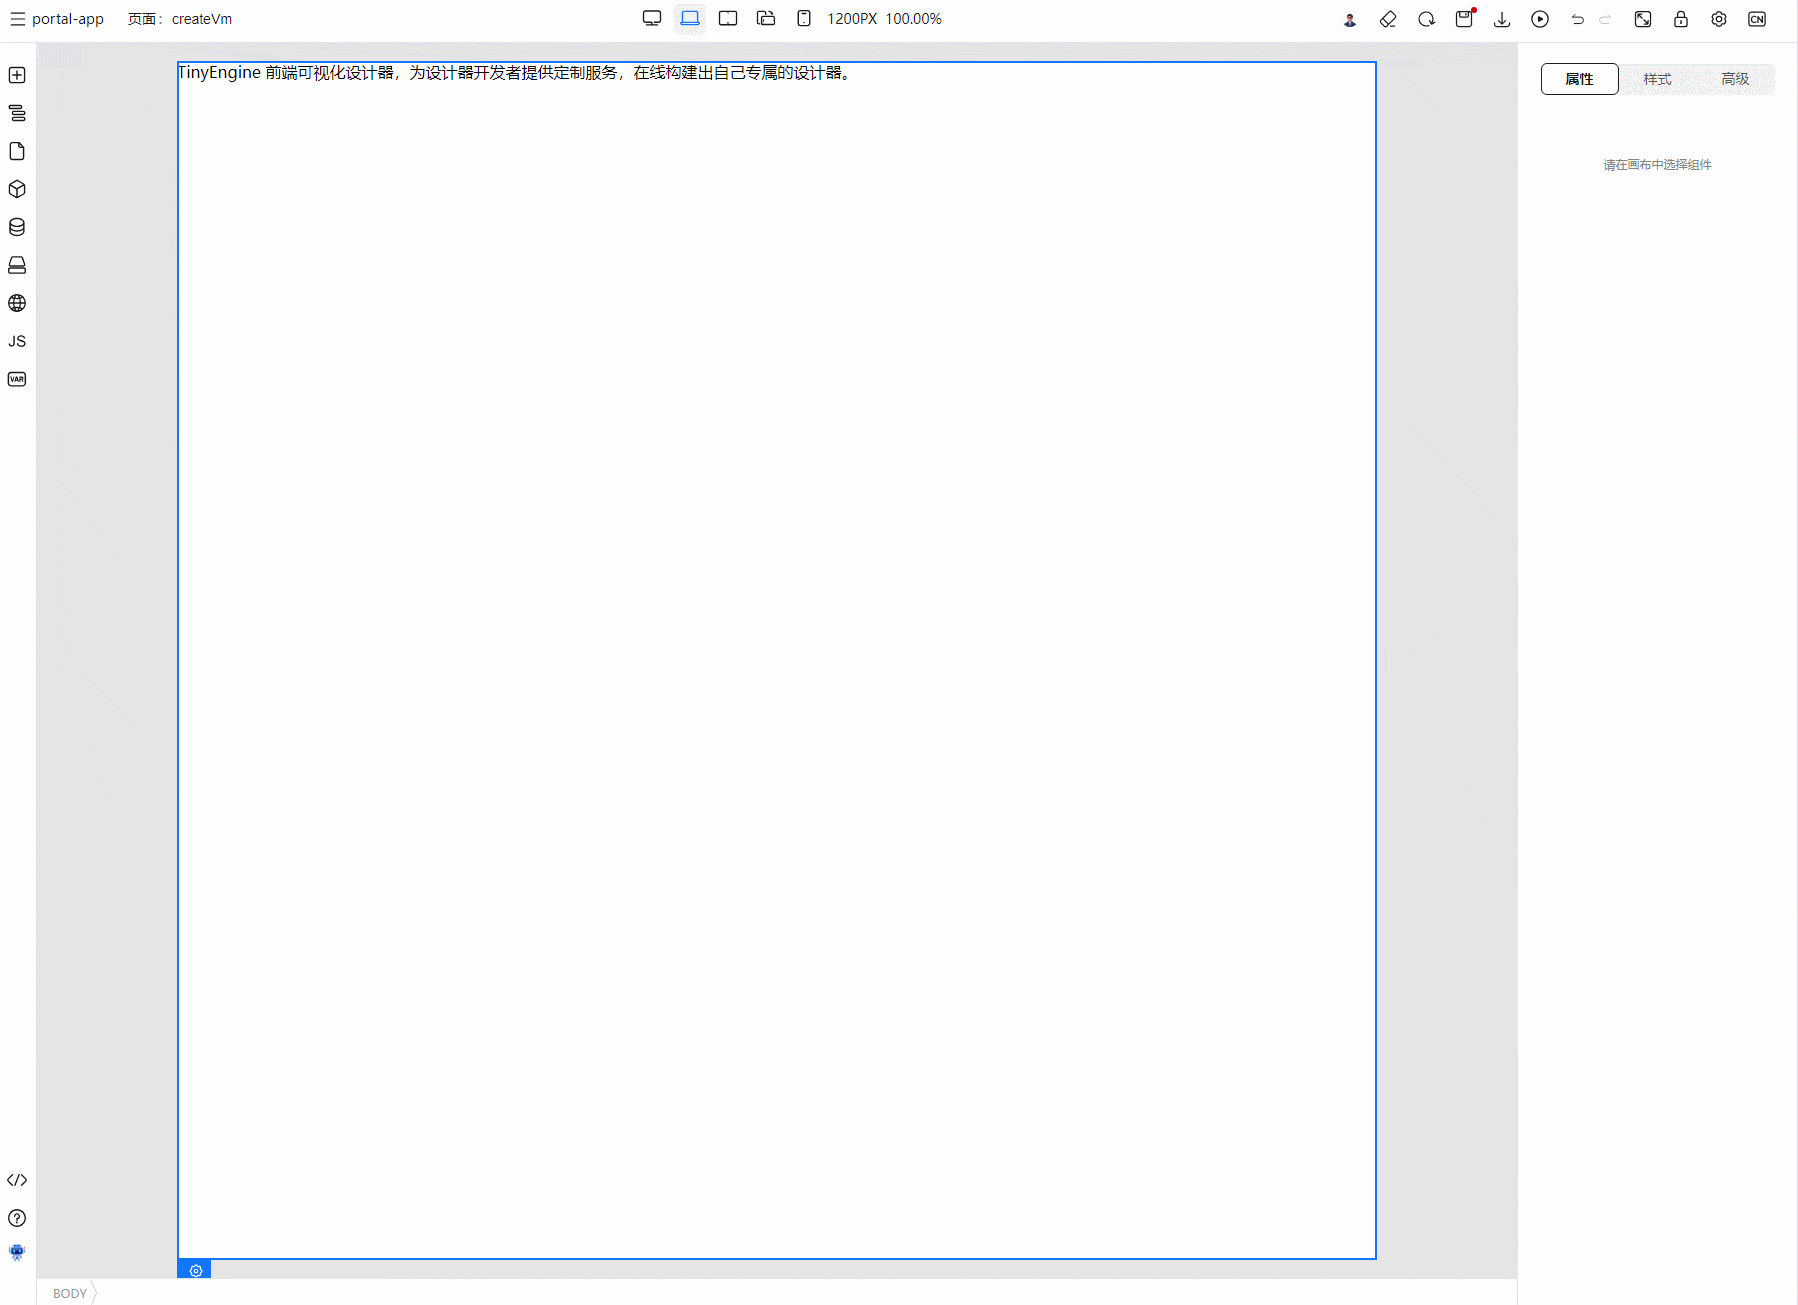 portal-app 页面：createVm 1200PX 100.00% CN
TinyEngine 前端可视化设计器，为设计器开发者提供定制服务，在线构建出自己专属的设计器。
属性 样式 高级
请在画布中选择组件
JS
VAR
BODY